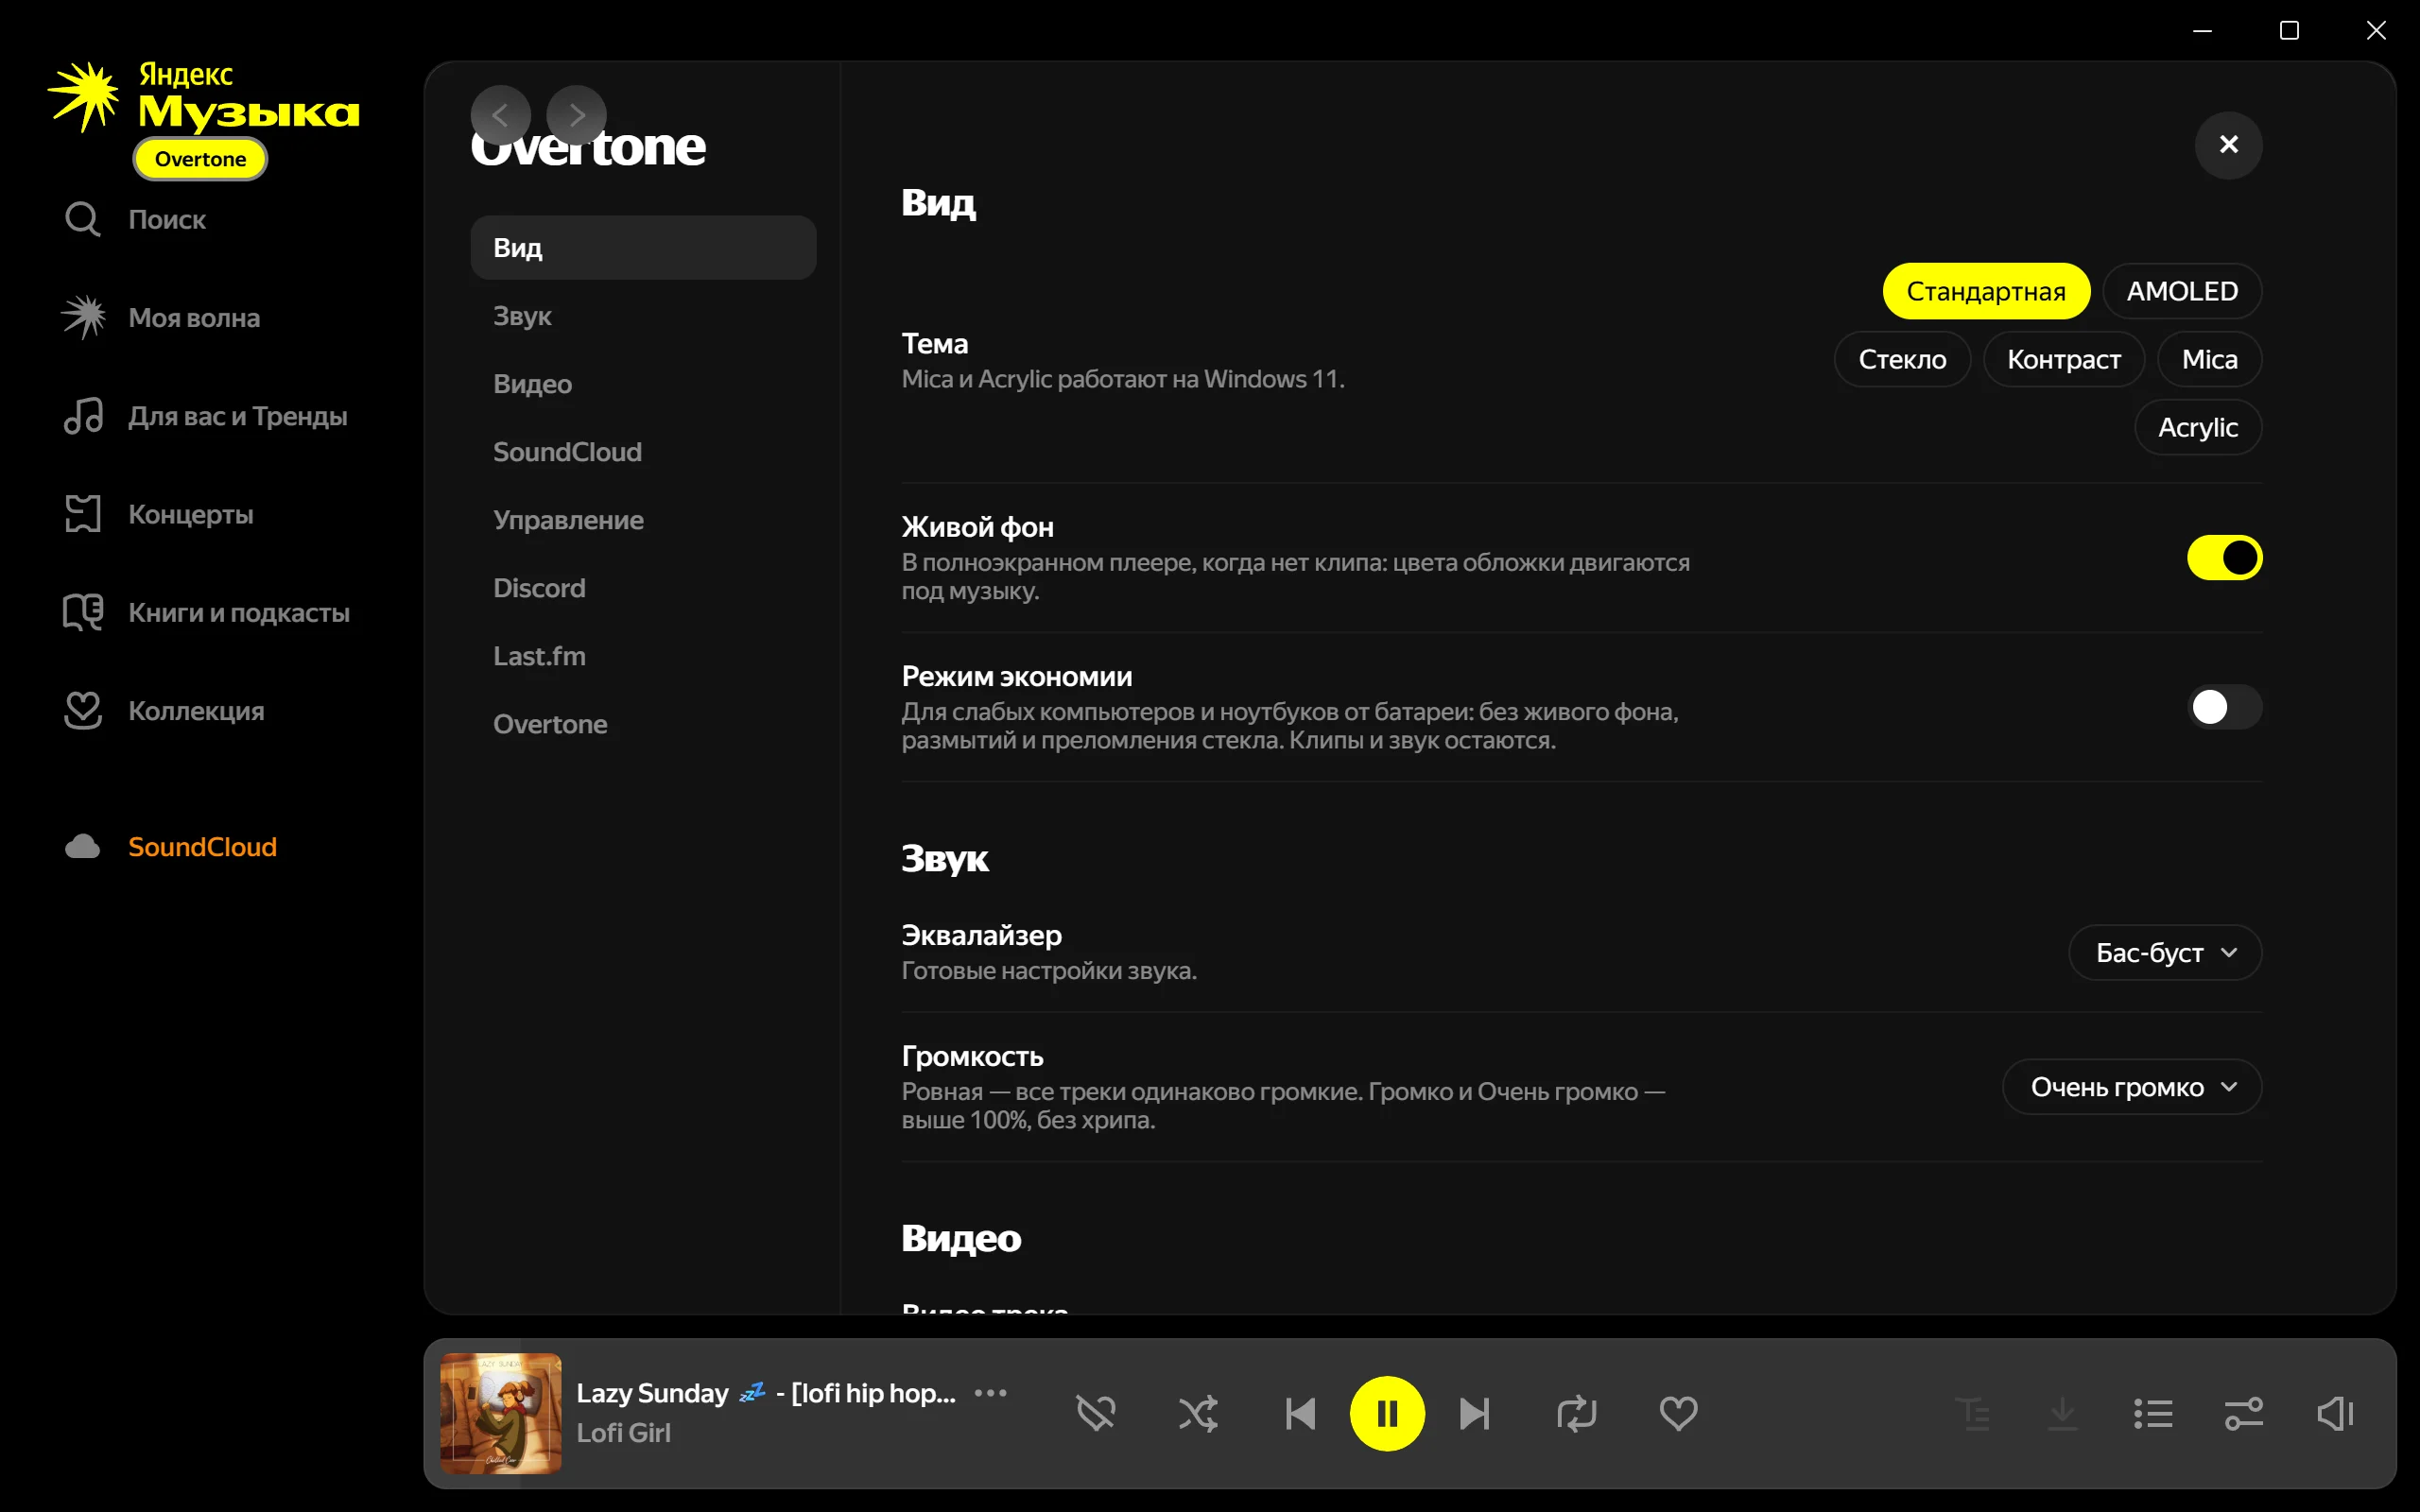 Яндекс
Музыка
Overtone
Поиск
Моя волна
Для вас и Тренды
Концерты
Книги и подкасты
Коллекция
SoundCloud
Overtone
Вид
Звук
Видео
SoundCloud
Управление
Discord
Last.fm
Overtone
Вид
Тема
Mica и Acrylic работают на Windows 11.
Стандартная
AMOLED
Стекло
Контраст
Mica
Acrylic
Живой фон
В полноэкранном плеере, когда нет клипа: цвета обложки двигаются
под музыку.
Режим экономии
Для слабых компьютеров и ноутбуков от батареи: без живого фона,
размытий и преломления стекла. Клипы и звук остаются.
Звук
Эквалайзер
Готовые настройки звука.
Бас-буст
Громкость
Ровная — все треки одинаково громкие. Громко и Очень громко —
выше 100%, без хрипа.
Очень громко
Видео
Видео трека
LAZY SUNDAY
Lazy Sunday 💤 - [lofi hip hop...
Lofi Girl